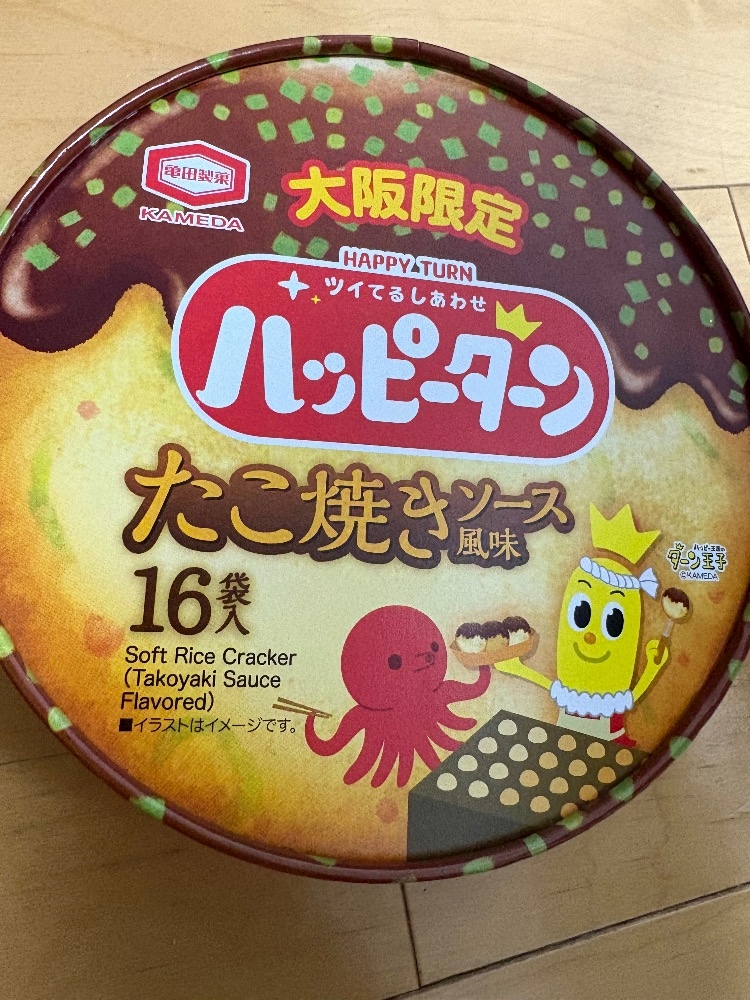 亀田製菓
KAMEDA
大阪限定
HAPPY TURN
ツイてるしあわせ
ハッピーターン
たこ焼きソース風味
16袋入
Soft Rice Cracker
(Takoyaki Sauce
Flavored)
■イラストはイメージです。
ハッピー王国の
ターン王子
©KAMEDA